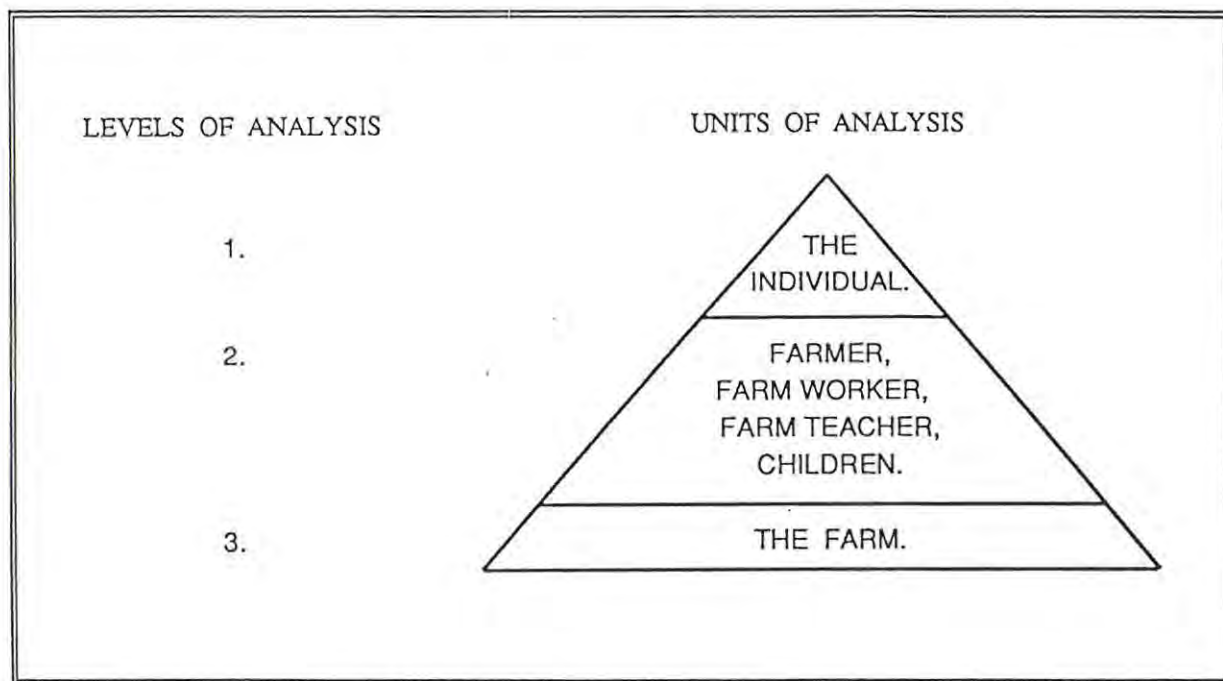 LEVELS OF ANALYSIS
UNITS OF ANALYSIS
1.
THE
INDIVIDUAL.
2.
FARMER,
FARM WORKER,
FARM TEACHER,
CHILDREN.
3.
THE FARM.